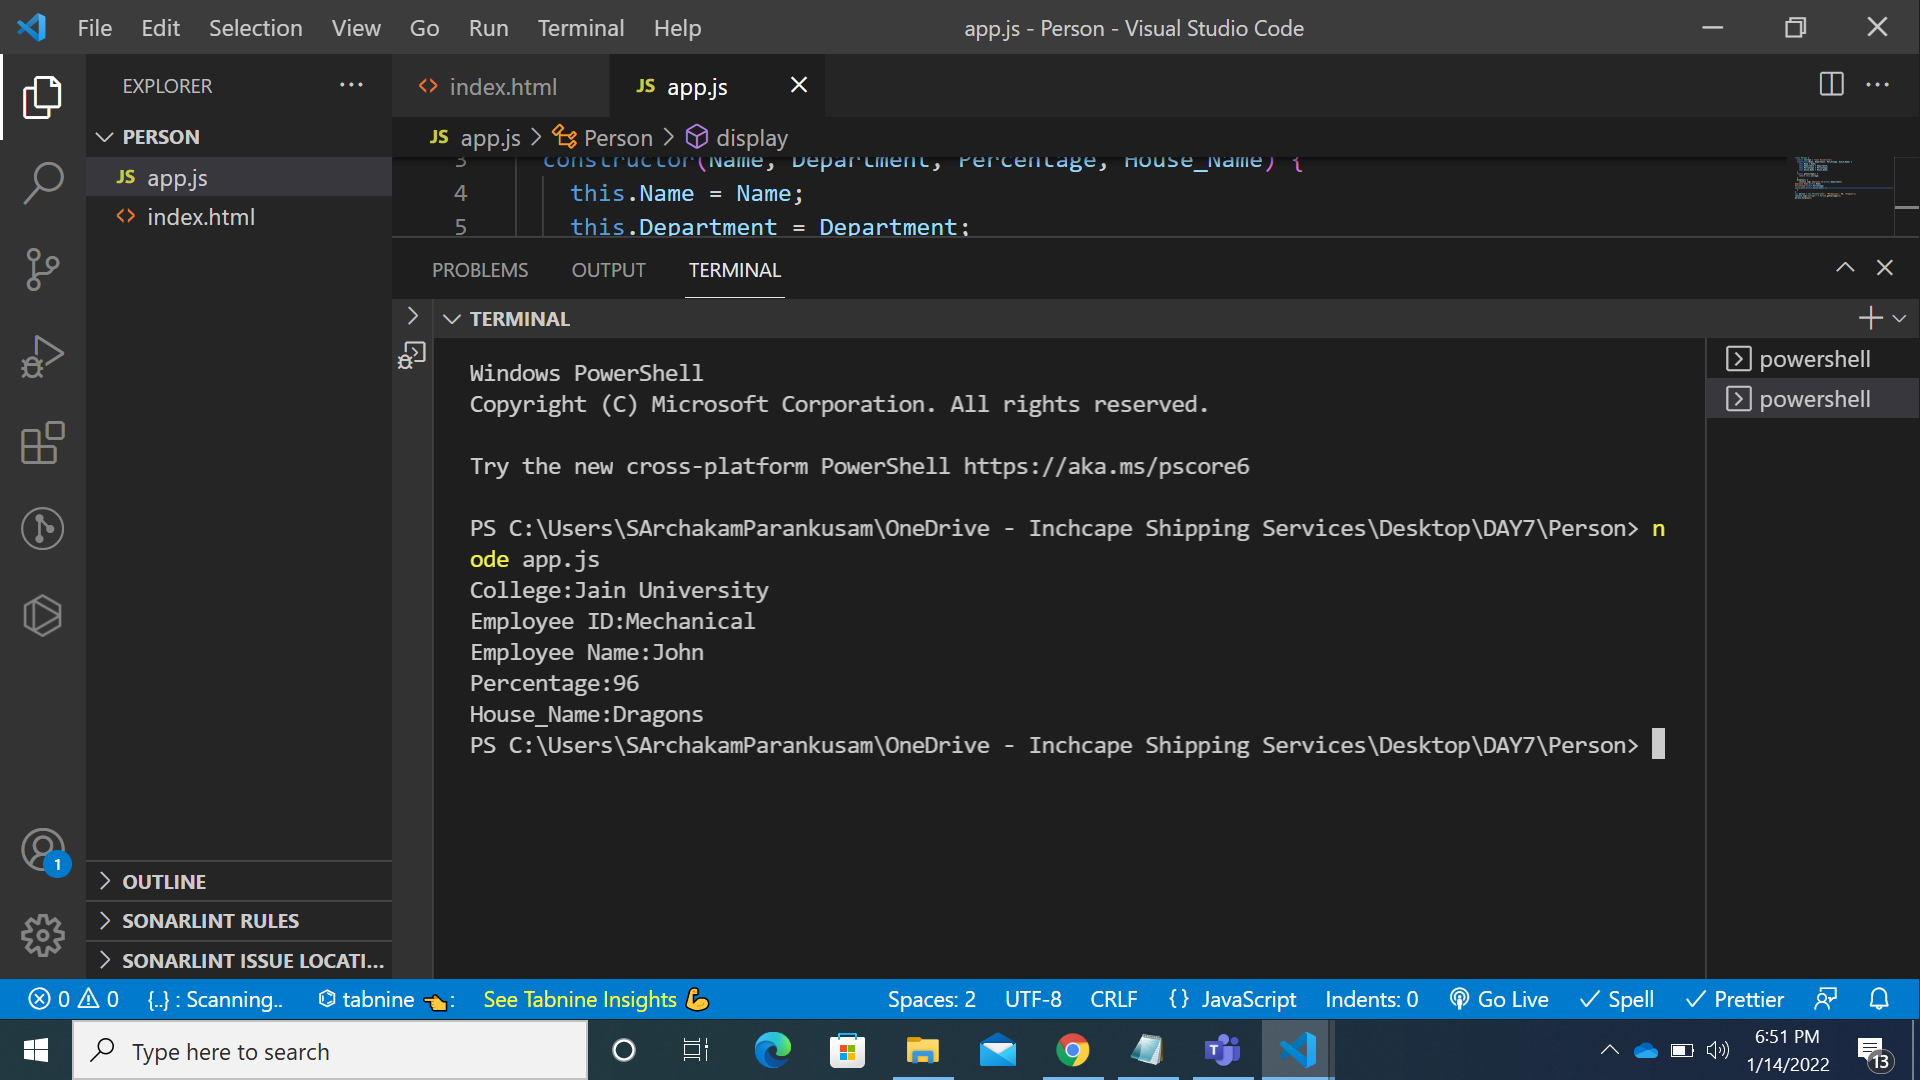 File Edit Selection View Go Run Terminal Help
app.js - Person - Visual Studio Code
EXPLORER
PERSON
JS app.js
<> index.html
<> index.html
JS app.js
JS app.js > Person > display
3 constructor(Name, Department, Percentage, House_Name) {
4 this.Name = Name;
5 this.Department = Department;
PROBLEMS OUTPUT TERMINAL
TERMINAL
Windows PowerShell
Copyright (C) Microsoft Corporation. All rights reserved.
Try the new cross-platform PowerShell https://aka.ms/pscore6
PS C:\Users\SArchakamParankusam\OneDrive - Inchcape Shipping Services\Desktop\DAY7\Person> n
ode app.js
College:Jain University
Employee ID:Mechanical
Employee Name:John
Percentage:96
House_Name:Dragons
PS C:\Users\SArchakamParankusam\OneDrive - Inchcape Shipping Services\Desktop\DAY7\Person>
powershell
powershell
1
OUTLINE
SONARLINT RULES
SONARLINT ISSUE LOCATI...
0 0 {..} : Scanning.. tabnine : See Tabnine Insights Spaces: 2 UTF-8 CRLF {} JavaScript Indents: 0 Go Live Spell Prettier
Type here to search
6:51 PM
1/14/2022
13